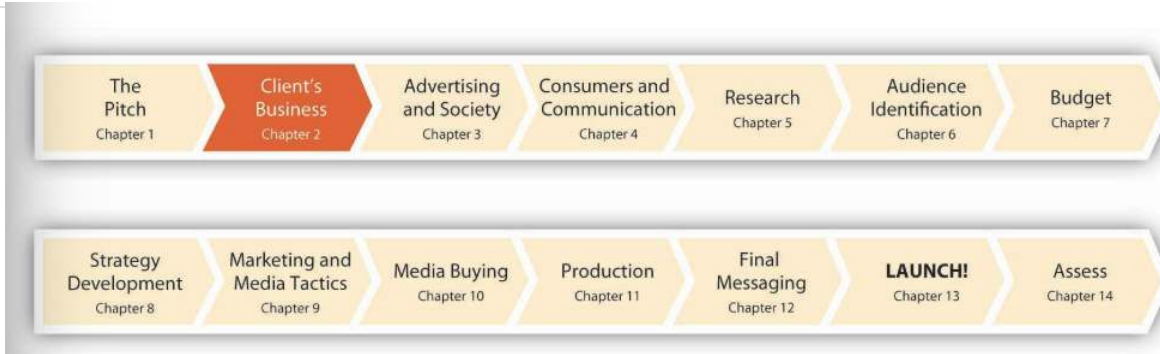 The
Pitch
Chapter 1
Client's
Business
Chapter 2
Advertising
and Society
Chapter 3
Consumers and
Communication
Chapter 4
Research
Chapter 5
Audience
Identification
Chapter 6
Budget
Chapter 7
Strategy
Development
Chapter 8
Marketing and
Media Tactics
Chapter 9
Media Buying
Chapter 10
Production
Chapter 11
Final
Messaging
Chapter 12
LAUNCH!
Chapter 13
Assess
Chapter 14